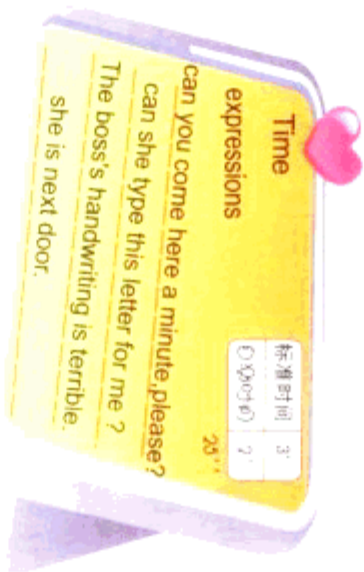 Time
expressions
标准时间 3'
2'
20''
can you come here a minute,please?
can she type this letter for me ?
The boss's handwriting is terrible.
she is next door.